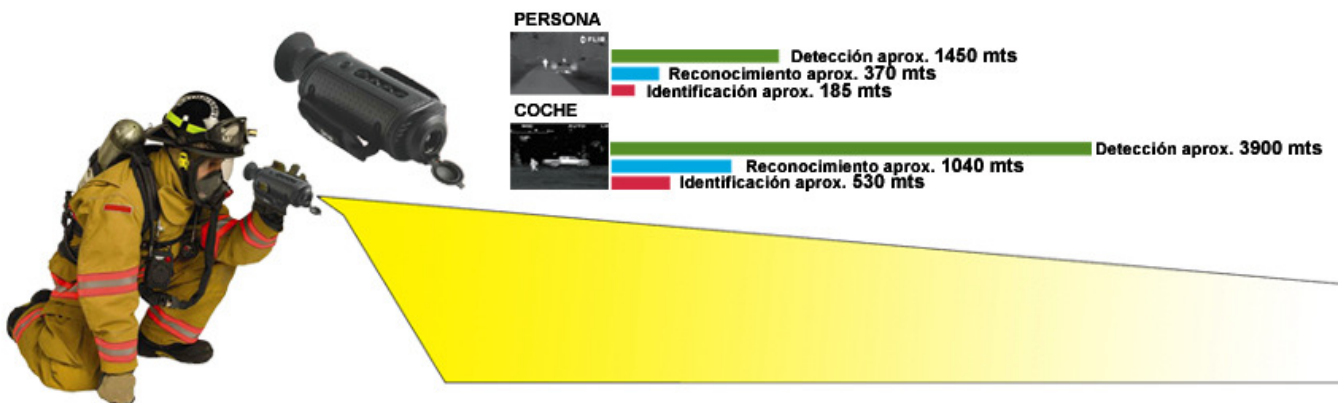 PERSONA
FLIR
Detección aprox. 1450 mts
Reconocimiento aprox. 370 mts
Identificación aprox. 185 mts
COCHE
Detección aprox. 3900 mts
Reconocimiento aprox. 1040 mts
Identificación aprox. 530 mts